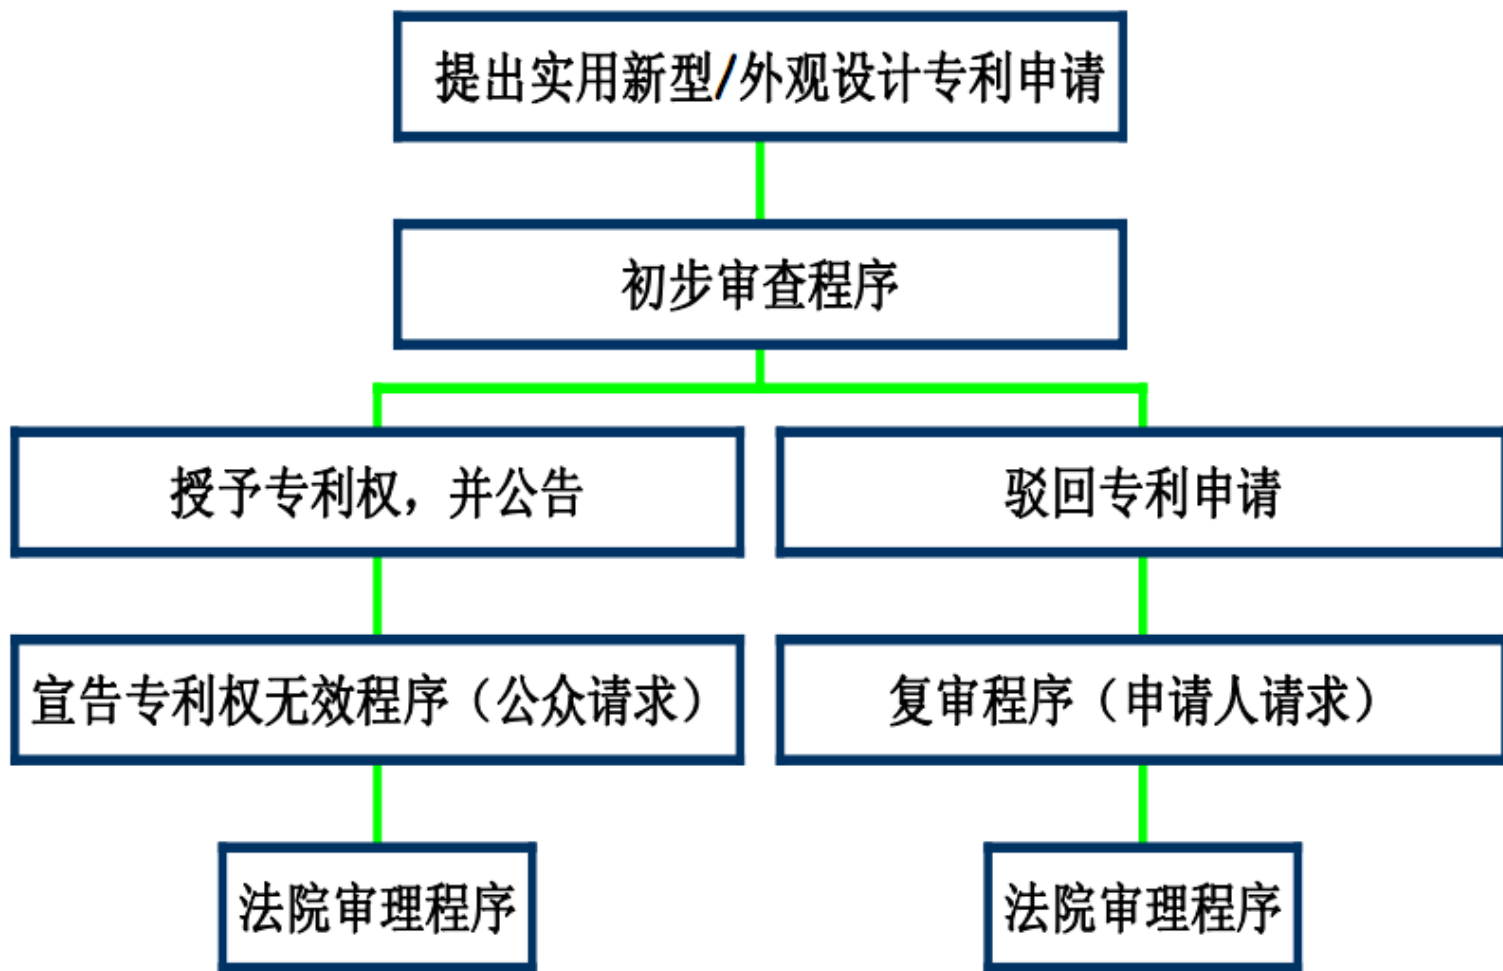 提出实用新型/外观设计专利申请
初步审查程序
授予专利权，并公告
驳回专利申请
宣告专利权无效程序（公众请求）
复审程序（申请人请求）
法院审理程序
法院审理程序